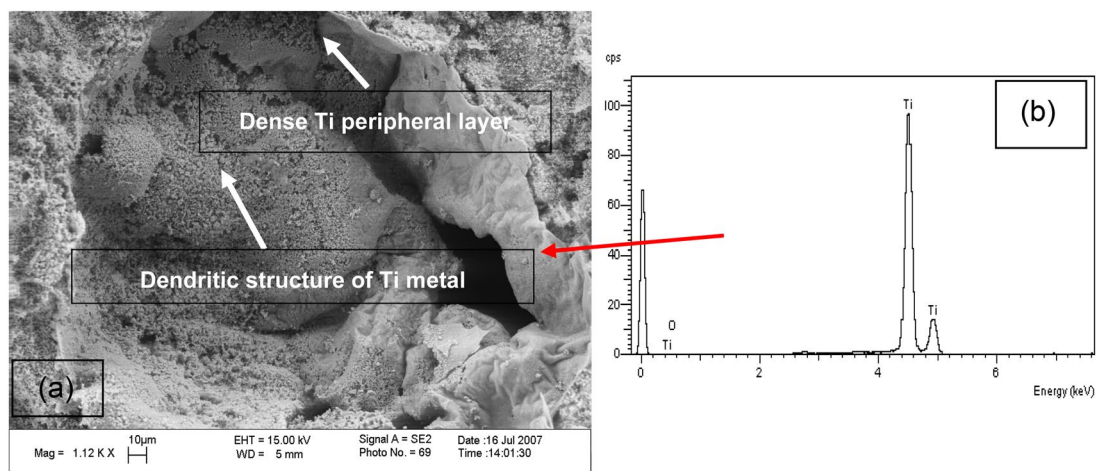 Dense Ti peripheral layer
Dendritic structure of Ti metal
(a)
Mag = 1.12 K X
10µm
EHT = 15.00 kV
WD = 5 mm
Signal A = SE2
Photo No. = 69
Date :16 Jul 2007
Time :14:01:30
cps
(b)
100
80
60
40
20
0
Ti
Ti
O
Ti
0 2 4 6
Energy (keV)